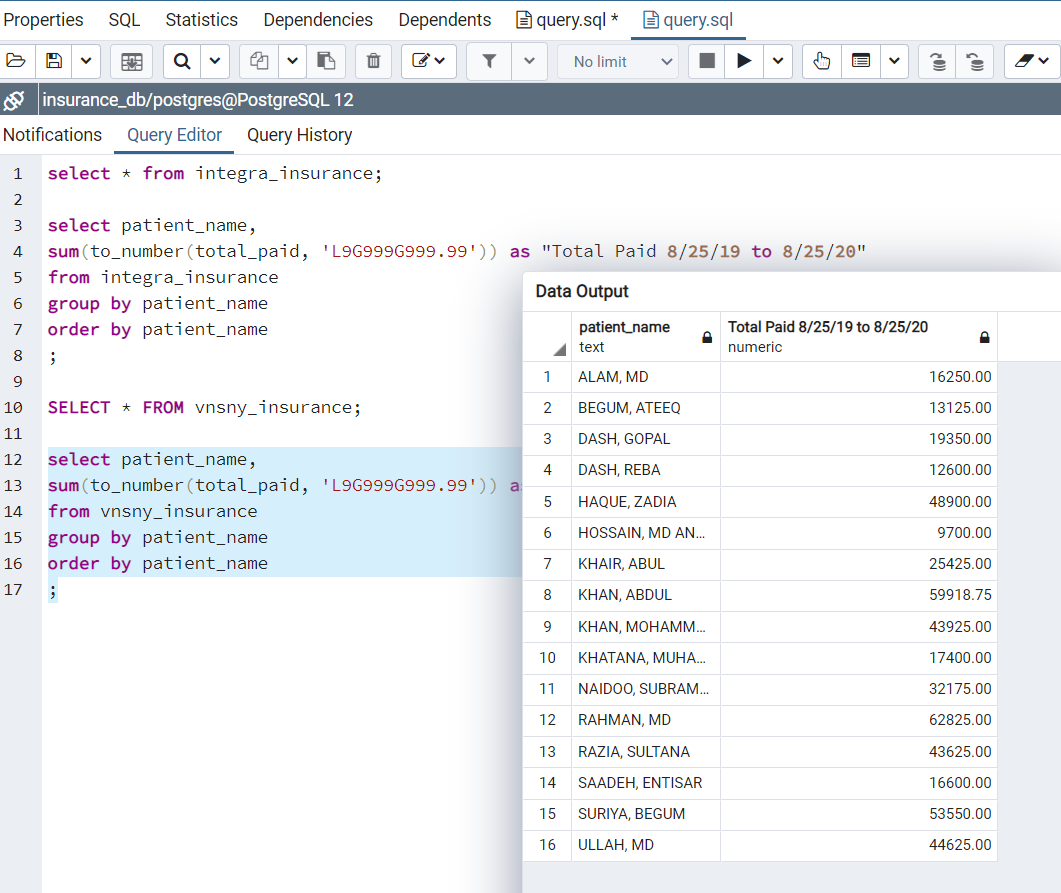 Properties SQL Statistics Dependencies Dependents query.sql * query.sql
No limit
insurance_db/postgres@PostgreSQL 12
Notifications Query Editor Query History
1 select * from integra_insurance;
2
3 select patient_name,
4 sum(to_number(total_paid, 'L9G999G999.99')) as "Total Paid 8/25/19 to 8/25/20"
5 from integra_insurance
6 group by patient_name
7 order by patient_name
8 ;
9
10 SELECT * FROM vnsny_insurance;
11
12 select patient_name,
13 sum(to_number(total_paid, 'L9G999G999.99')) as
14 from vnsny_insurance
15 group by patient_name
16 order by patient_name
17 ;
Data Output
patient_name Total Paid 8/25/19 to 8/25/20
text numeric
1 ALAM, MD 16250.00
2 BEGUM, ATEEQ 13125.00
3 DASH, GOPAL 19350.00
4 DASH, REBA 12600.00
5 HAQUE, ZADIA 48900.00
6 HOSSAIN, MD AN... 9700.00
7 KHAIR, ABUL 25425.00
8 KHAN, ABDUL 59918.75
9 KHAN, MOHAMM... 43925.00
10 KHATANA, MUHA... 17400.00
11 NAIDOO, SUBRAM... 32175.00
12 RAHMAN, MD 62825.00
13 RAZIA, SULTANA 43625.00
14 SAADEH, ENTISAR 16600.00
15 SURIYA, BEGUM 53550.00
16 ULLAH, MD 44625.00